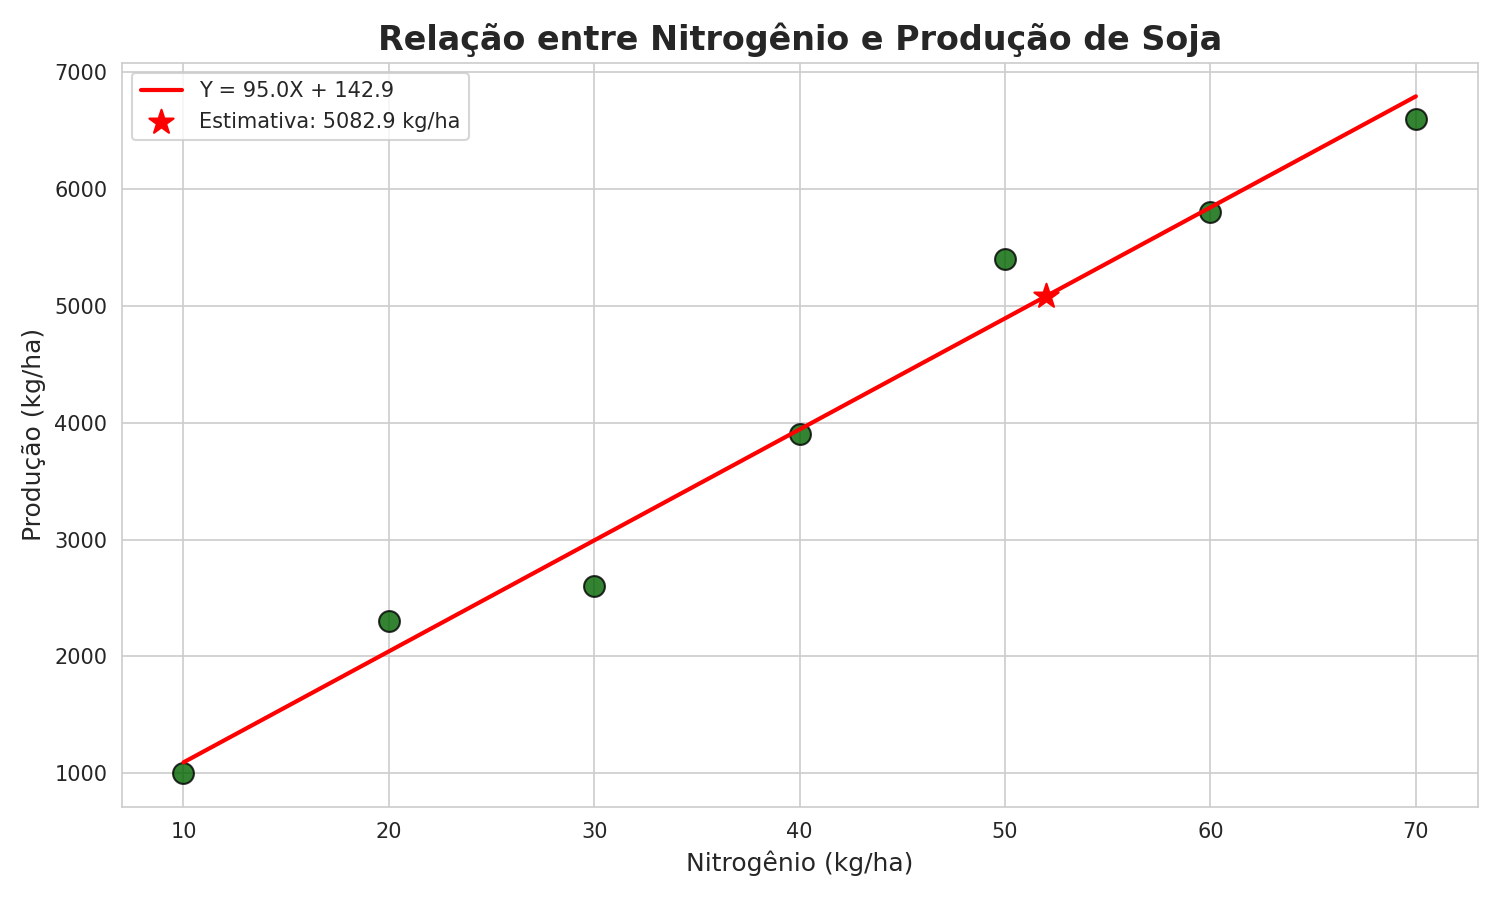 Relação entre Nitrogênio e Produção de Soja
Y = 95.0X + 142.9
Estimativa: 5082.9 kg/ha
Produção (kg/ha)
7000
6000
5000
4000
3000
2000
1000
10 20 30 40 50 60 70
Nitrogênio (kg/ha)